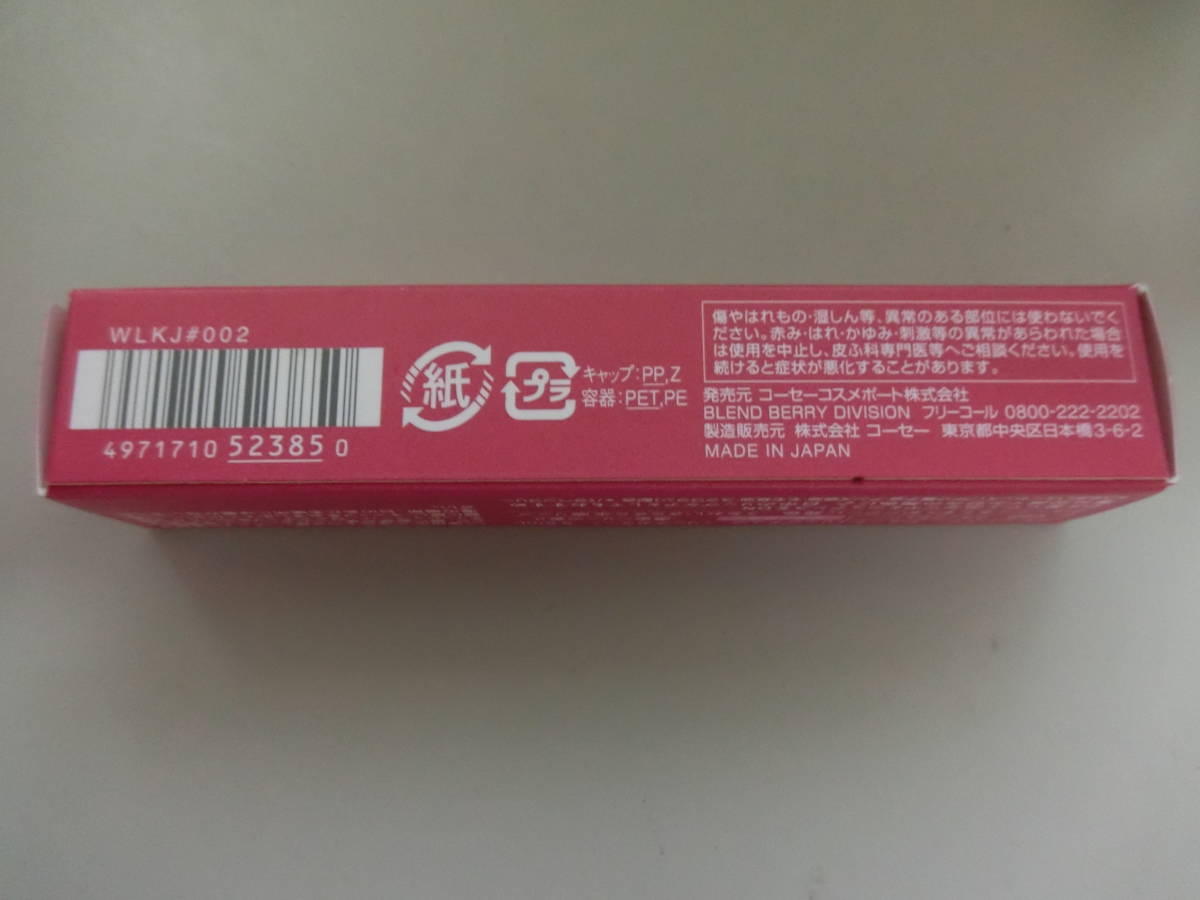 WLKJ#002
4971710 52385 0
紙
プラ
キャップ:PP,Z
容器:PET,PE
傷やはれもの・湿しん等、異常のある部位には使わないでく
ださい。赤み・はれ・かゆみ・刺激等の異常があらわれた場合
は使用を中止し、皮ふ科専門医等へご相談ください。使用を
続けると症状が悪化することがあります。
発売元 コーセーコスメポート株式会社
BLEND BERRY DIVISION フリーコール 0800-222-2202
製造販売元 株式会社 コーセー 東京都中央区日本橋3-6-2
MADE IN JAPAN